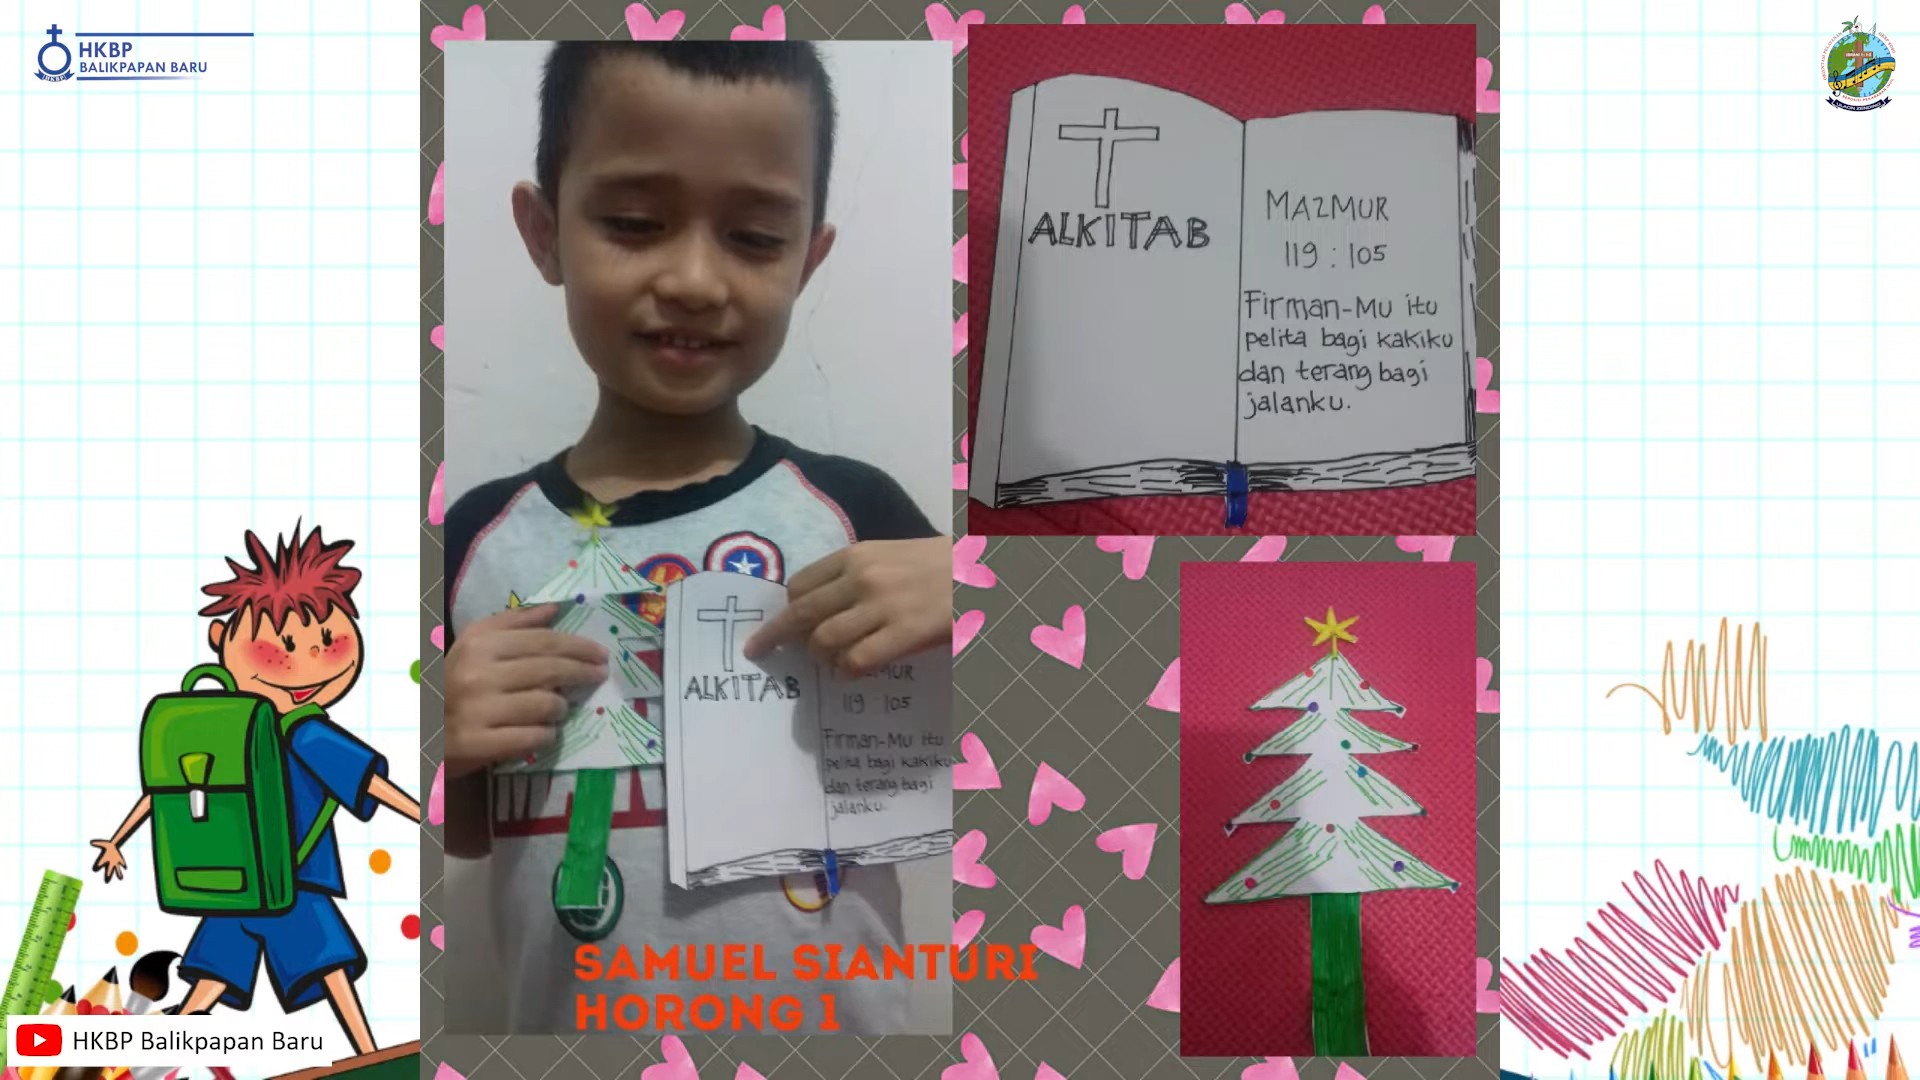 HKBP
BALIKPAPAN BARU
HKBP
ALKITAB
MAZMUR
119 : 105
Firman-Mu itu
pelita bagi kakiku
dan terang bagi
jalanku.
ALKITAB
119 : 105
Firman-Mu itu
pelita bagi kakiku
dan terang bagi
jalanku.
SAMUEL SIANTURI
HORONG 1
HKBP Balikpapan Baru